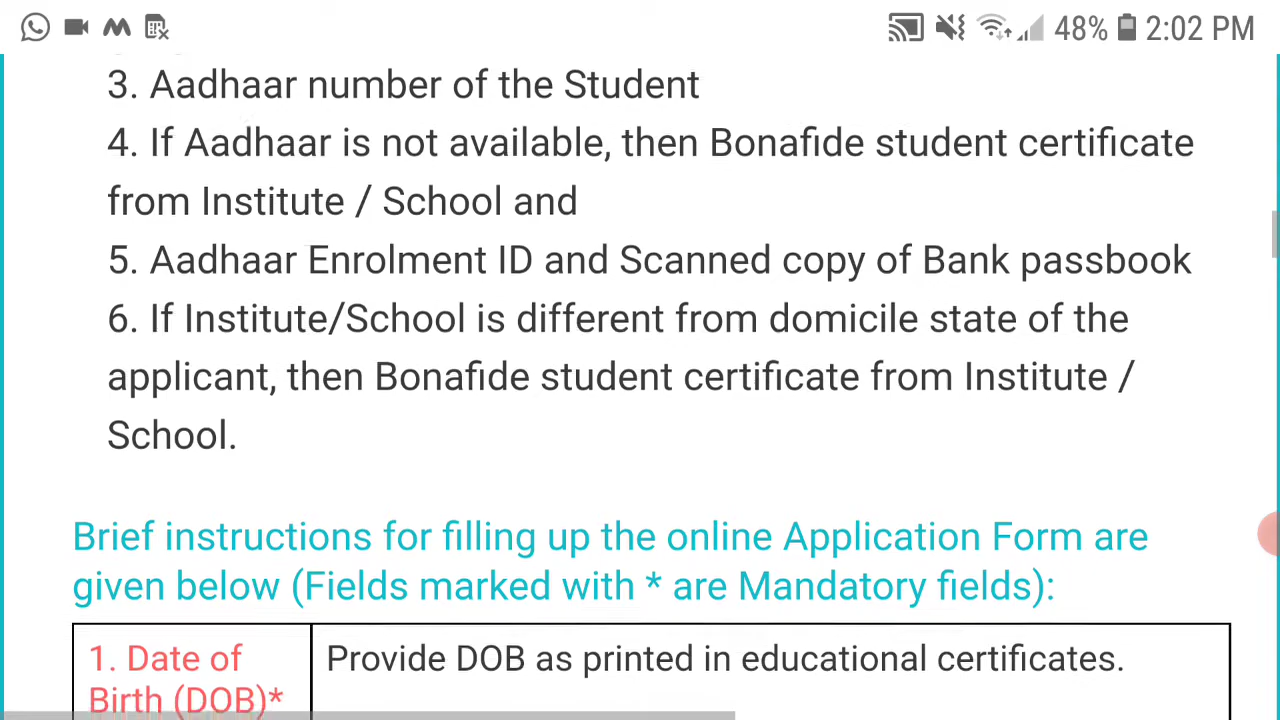 48% 2:02 PM
3. Aadhaar number of the Student
4. If Aadhaar is not available, then Bonafide student certificate
from Institute / School and
5. Aadhaar Enrolment ID and Scanned copy of Bank passbook
6. If Institute/School is different from domicile state of the
applicant, then Bonafide student certificate from Institute /
School.
Brief instructions for filling up the online Application Form are
given below (Fields marked with * are Mandatory fields):
1. Date of
Birth (DOB)*
Provide DOB as printed in educational certificates.